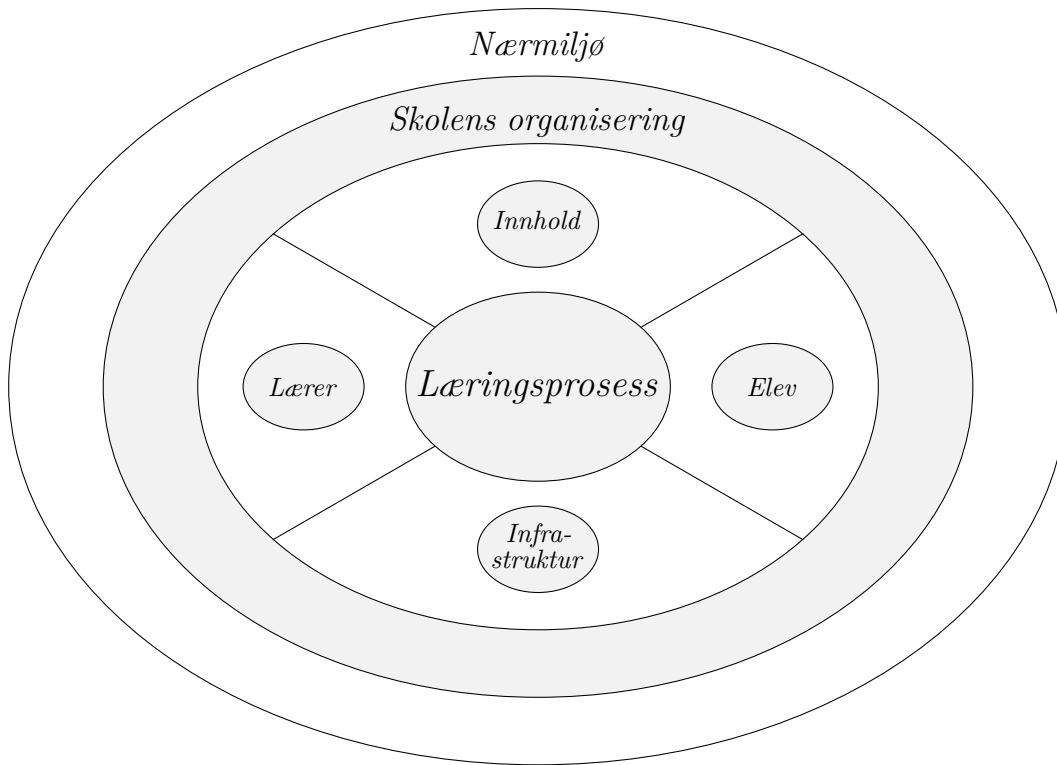 Nærmiljø
Skolens organisering
Innhold
Lærer
Læringsprosess
Elev
Infra-
struktur